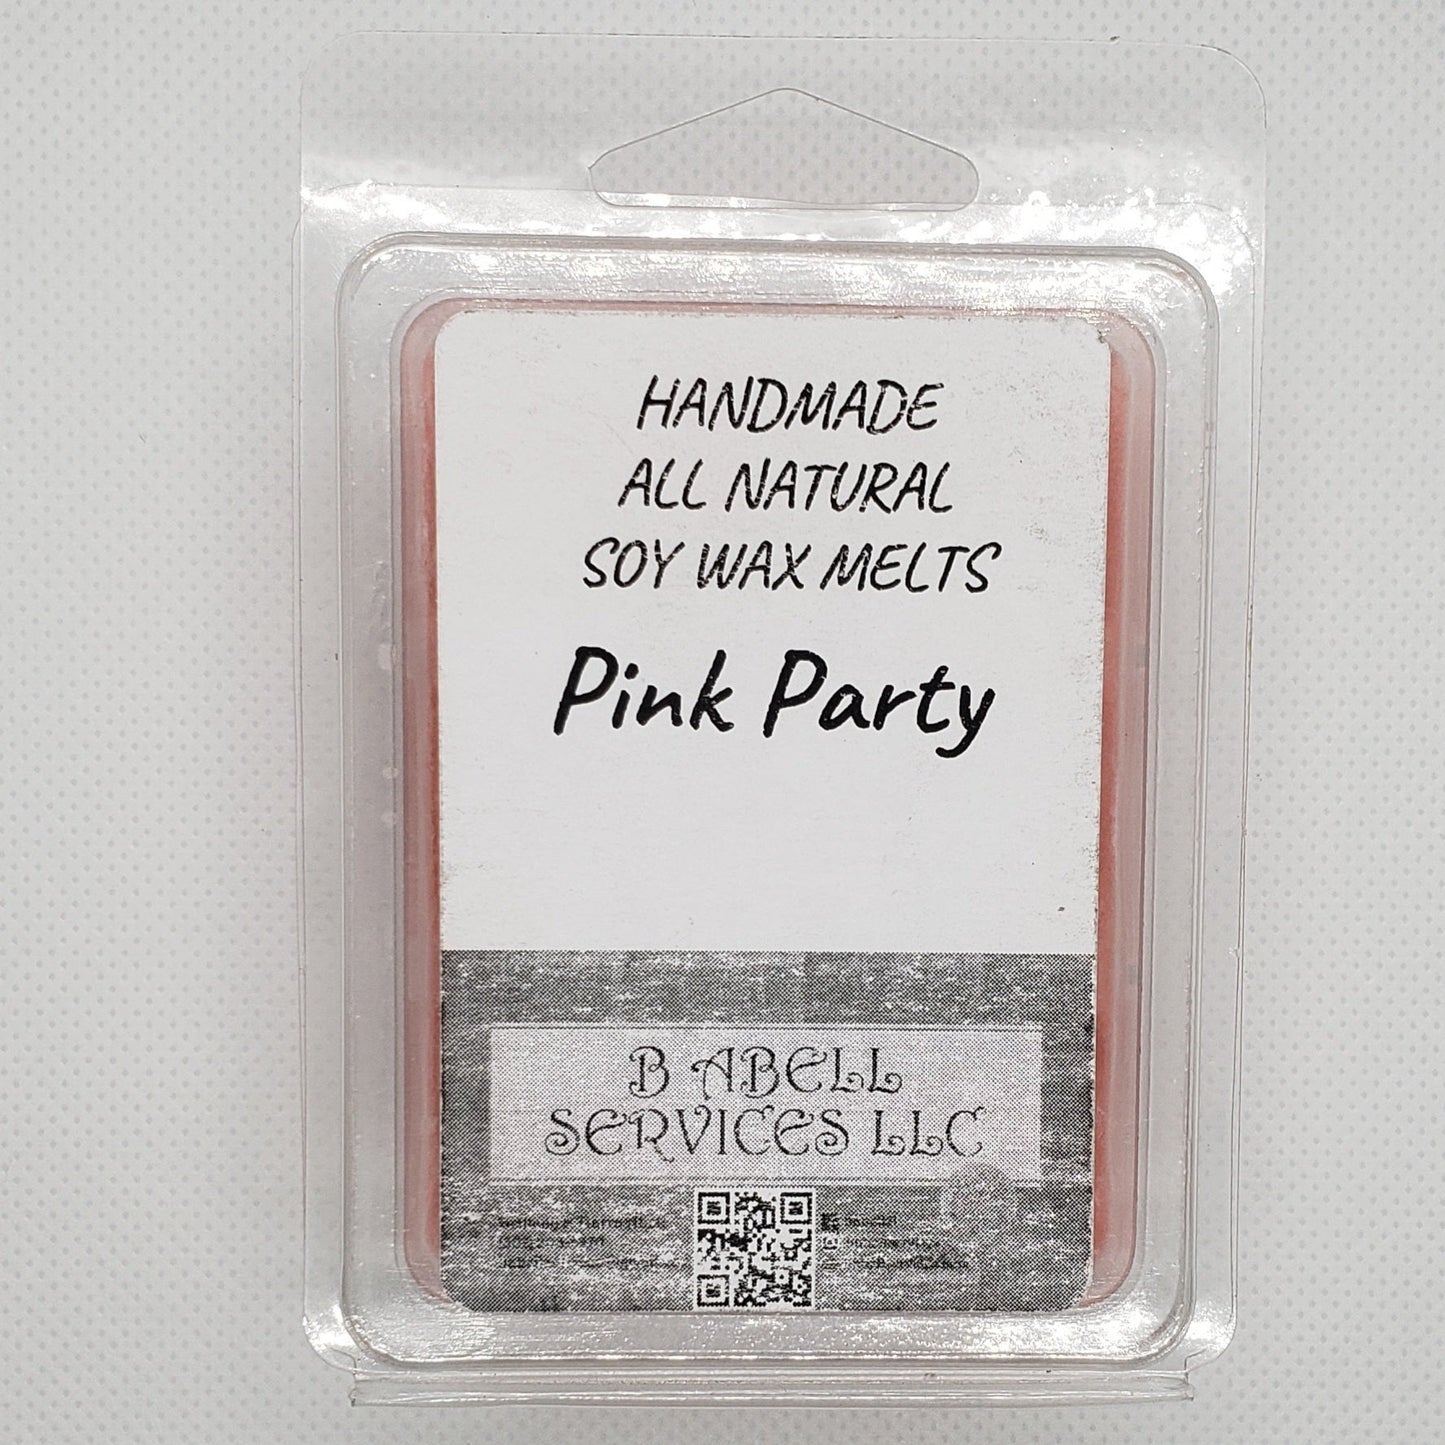 HANDMADE
ALL NATURAL
SOY WAX MELTS
Pink Party
B ABELL
SERVICES LLC